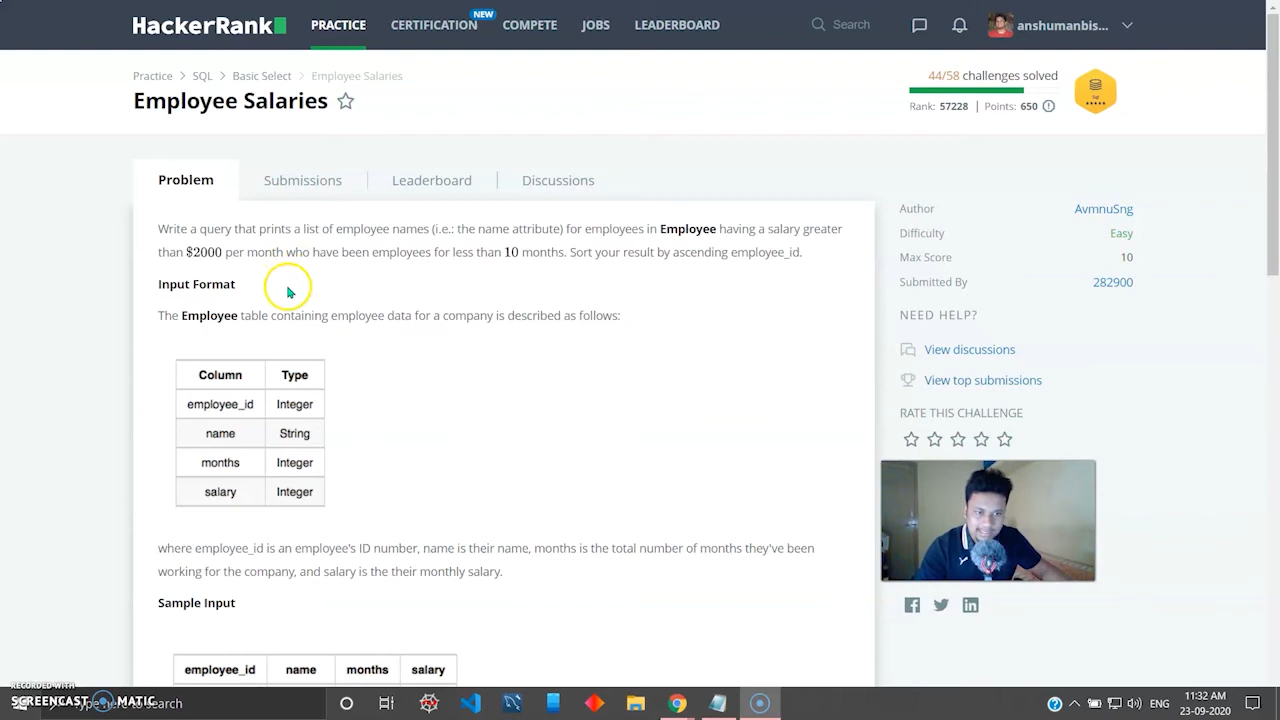 HackerRank PRACTICE CERTIFICATION NEW COMPETE JOBS LEADERBOARD Search anshumanbis...
Practice > SQL > Basic Select > Employee Salaries
44/58 challenges solved
Employee Salaries
Rank: 57228 | Points: 650
Problem Submissions Leaderboard Discussions
Write a query that prints a list of employee names (i.e.: the name attribute) for employees in Employee having a salary greater
than $2000 per month who have been employees for less than 10 months. Sort your result by ascending employee_id.
Input Format
The Employee table containing employee data for a company is described as follows:
Column Type
employee_id Integer
name String
months Integer
salary Integer
where employee_id is an employee's ID number, name is their name, months is the total number of months they've been
working for the company, and salary is the their monthly salary.
Sample Input
employee_id name months salary
Author AvmnuSng
Difficulty Easy
Max Score 10
Submitted By 282900
NEED HELP?
View discussions
View top submissions
RATE THIS CHALLENGE
RECORDED WITH
SCREENCAST MATIC
here to search
ENG
11:32 AM
23-09-2020